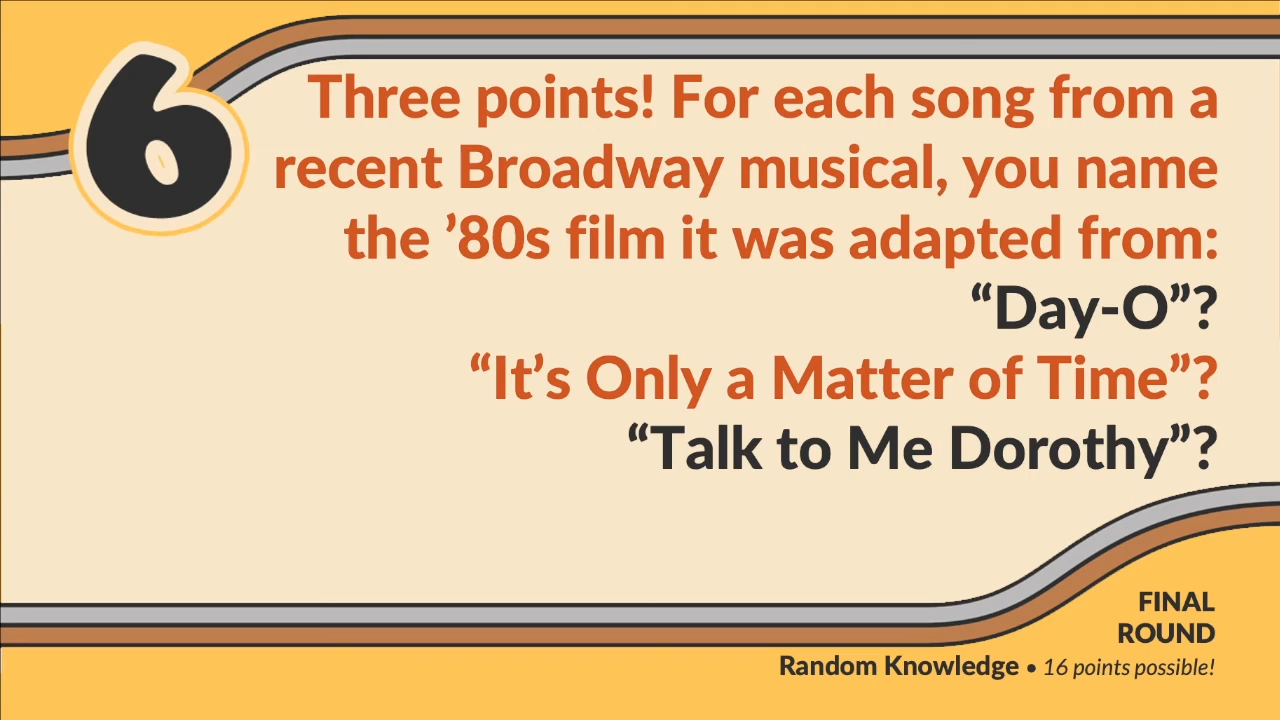 6
Three points! For each song from a
recent Broadway musical, you name
the ’80s film it was adapted from:
“Day-O”?
“It’s Only a Matter of Time”?
“Talk to Me Dorothy”?
FINAL
ROUND
Random Knowledge • 16 points possible!